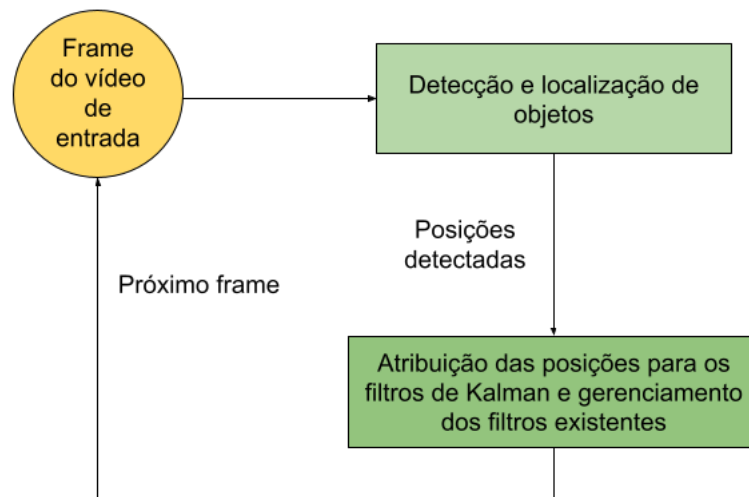 Frame
do vídeo
de
entrada
Detecção e localização de
objetos
Posições
detectadas
Próximo frame
Atribuição das posições para os
filtros de Kalman e gerenciamento
dos filtros existentes